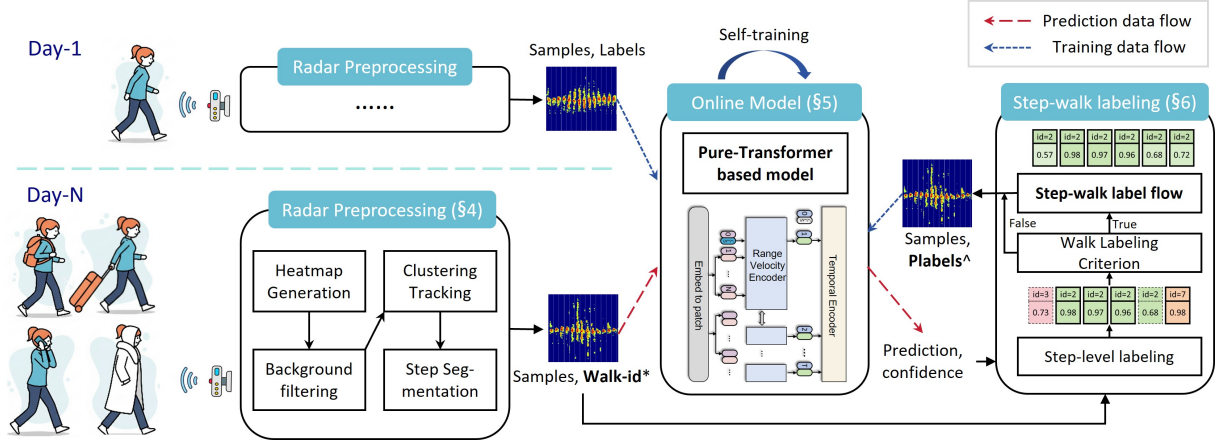 Prediction data flow
Training data flow
Day-1
Radar Preprocessing
......
Samples, Labels
Self-training
Online Model (§5)
Pure-Transformer
based model
Embed to patch
Range
Velocity
Encoder
Temporal Encoder
Step-walk labeling (§6)
id=2 id=2 id=2 id=2 id=2 id=2
0.57 0.98 0.97 0.96 0.68 0.72
Step-walk label flow
False
True
Walk Labeling
Criterion
id=3 id=2 id=2 id=2 id=2 id=7
0.73 0.98 0.97 0.96 0.68 0.98
Step-level labeling
Samples,
Plabels^
Prediction,
confidence
Day-N
Radar Preprocessing (§4)
Heatmap
Generation
Clustering
Tracking
Background
filtering
Step Seg-
mentation
Samples, Walk-id*